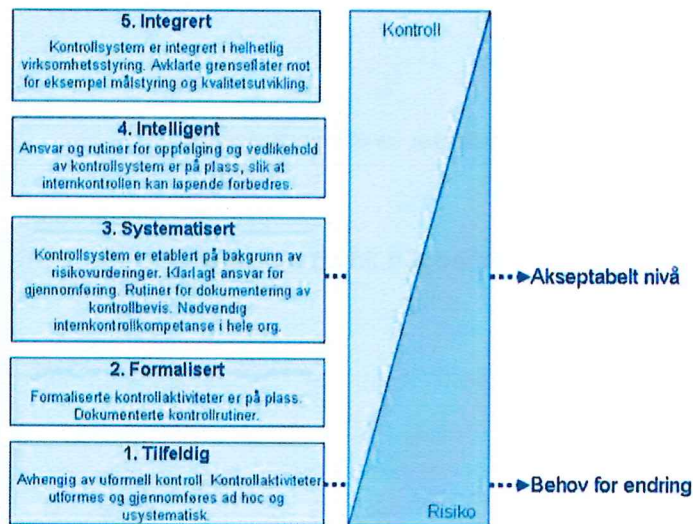 5. Integrert
Kontrollsystem er integrert i helhetlig
virksomhetsstyring. Avklarte grenseflater mot
for eksempel målstyring og kvalitetsutvikling.
4. Intelligent
Ansvar og rutiner for oppfølging og vedlikehold
av kontrollsystem er på plass, slik at
internkontrollen kan løpende forbedres.
3. Systematisert
Kontrollsystem er etablert på bakgrunn av
risikovurderinger. Klarlagt ansvar for
gjennomføring. Rutiner for dokumentering av
kontrollbevis. Nødvendig
internkontrollkompetanse i hele org.
2. Formalisert
Formaliserte kontrollaktiviteter er på plass.
Dokumenterte kontrollrutiner.
1. Tilfeldig
Avhengig av uformell kontroll. Kontrollaktiviteter
utformes og gjennomføres ad hoc og
usystematisk.
Kontroll
Risiko
Akseptabelt nivå
Behov for endring